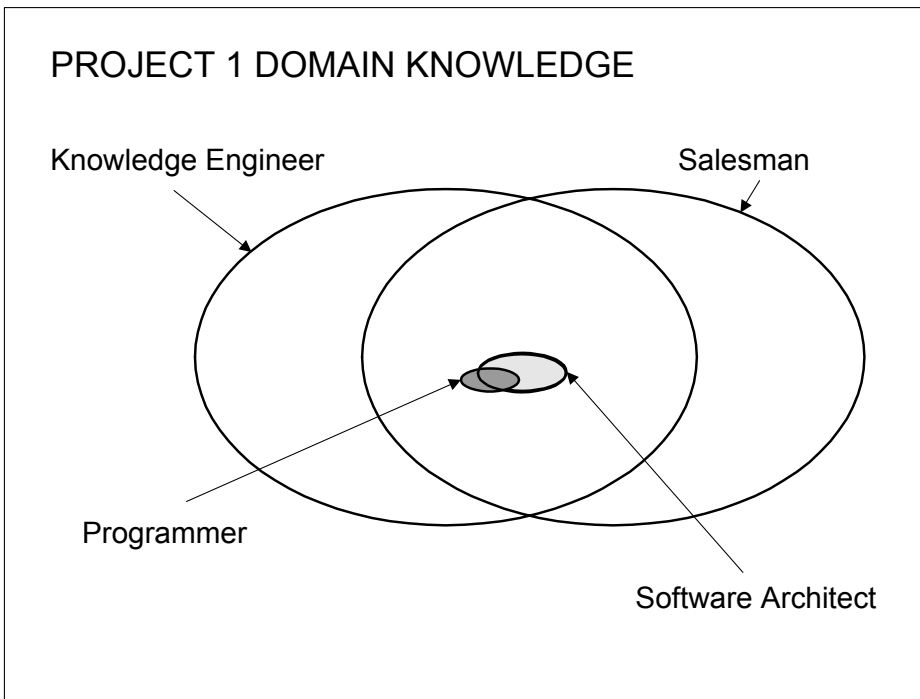 PROJECT 1 DOMAIN KNOWLEDGE
Knowledge Engineer
Salesman
Programmer
Software Architect